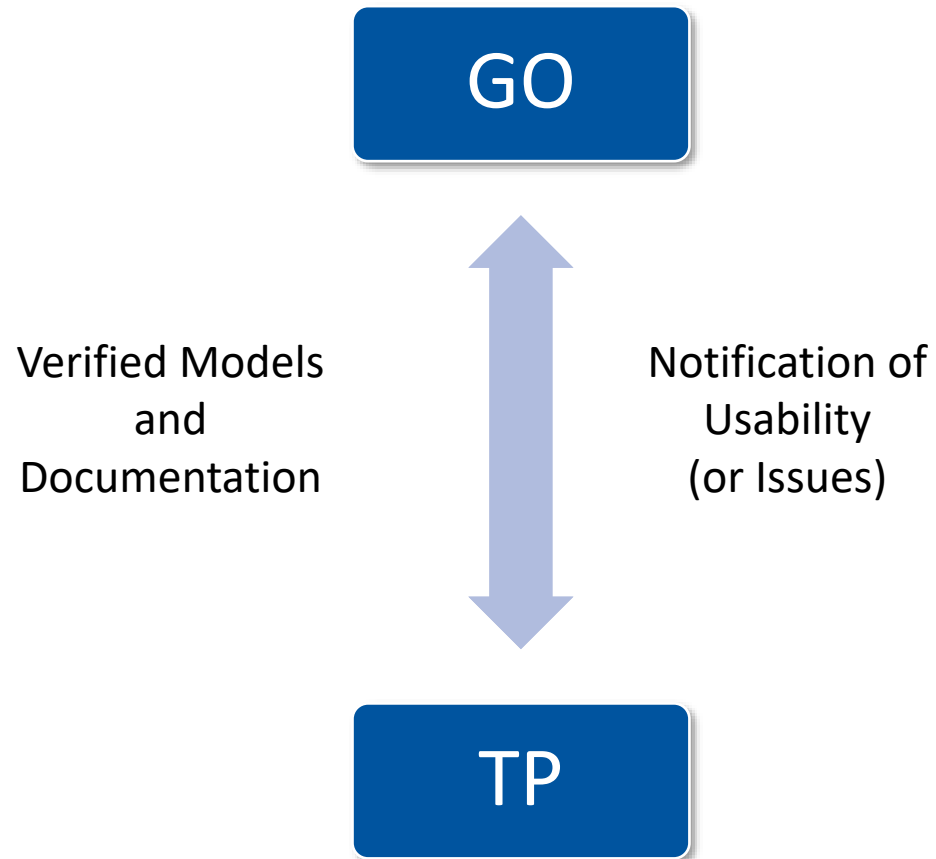 GO
Verified Models
and
Documentation
Notification of
Usability
(or Issues)
TP